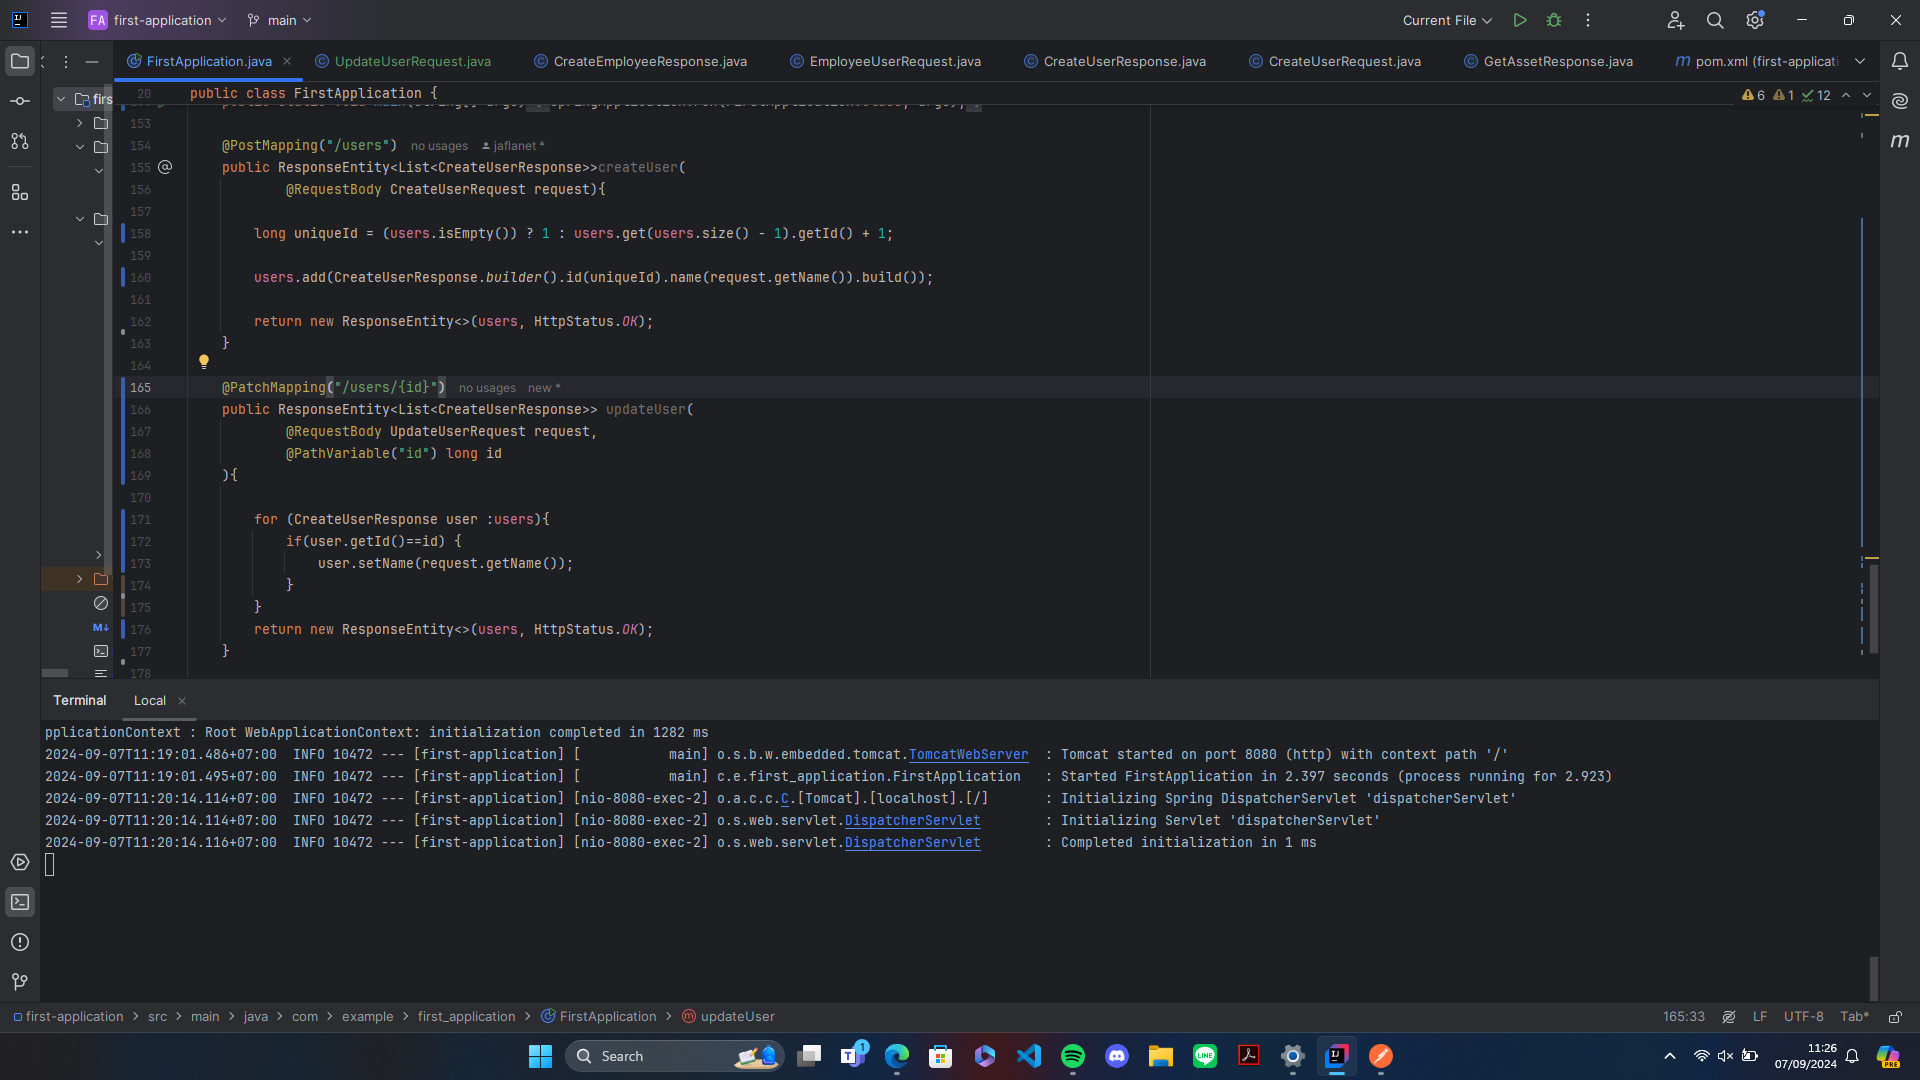 FA first-application main Current File
FirstApplication.java UpdateUserRequest.java CreateEmployeeResponse.java EmployeeUserRequest.java CreateUserResponse.java CreateUserRequest.java GetAssetResponse.java pom.xml (first-applicati
firs
20 public class FirstApplication { 6 1 12
153
154 @PostMapping("/users") no usages jaflanet *
155 public ResponseEntity<List<CreateUserResponse>>createUser(
156 @RequestBody CreateUserRequest request){
157
158 long uniqueId = (users.isEmpty()) ? 1 : users.get(users.size() - 1).getId() + 1;
159
160 users.add(CreateUserResponse.builder().id(uniqueId).name(request.getName()).build());
161
162 return new ResponseEntity<>(users, HttpStatus.OK);
163 }
164
165 @PatchMapping("/users/{id}") no usages new *
166 public ResponseEntity<List<CreateUserResponse>> updateUser(
167 @RequestBody UpdateUserRequest request,
168 @PathVariable("id") long id
169 ){
170
171 for (CreateUserResponse user :users){
172 if(user.getId()==id) {
173 user.setName(request.getName());
174 }
175 }
176 return new ResponseEntity<>(users, HttpStatus.OK);
177 }
178
Terminal Local
pplicationContext : Root WebApplicationContext: initialization completed in 1282 ms
2024-09-07T11:19:01.486+07:00 INFO 10472 --- [first-application] [ main] o.s.b.w.embedded.tomcat.TomcatWebServer : Tomcat started on port 8080 (http) with context path '/'
2024-09-07T11:19:01.495+07:00 INFO 10472 --- [first-application] [ main] c.e.first_application.FirstApplication : Started FirstApplication in 2.397 seconds (process running for 2.923)
2024-09-07T11:20:14.114+07:00 INFO 10472 --- [first-application] [nio-8080-exec-2] o.a.c.c.C.[Tomcat].[localhost].[/] : Initializing Spring DispatcherServlet 'dispatcherServlet'
2024-09-07T11:20:14.114+07:00 INFO 10472 --- [first-application] [nio-8080-exec-2] o.s.web.servlet.DispatcherServlet : Initializing Servlet 'dispatcherServlet'
2024-09-07T11:20:14.116+07:00 INFO 10472 --- [first-application] [nio-8080-exec-2] o.s.web.servlet.DispatcherServlet : Completed initialization in 1 ms
first-application > src > main > java > com > example > first_application > FirstApplication > updateUser 165:33 LF UTF-8 Tab*
Search 1 11:26
07/09/2024